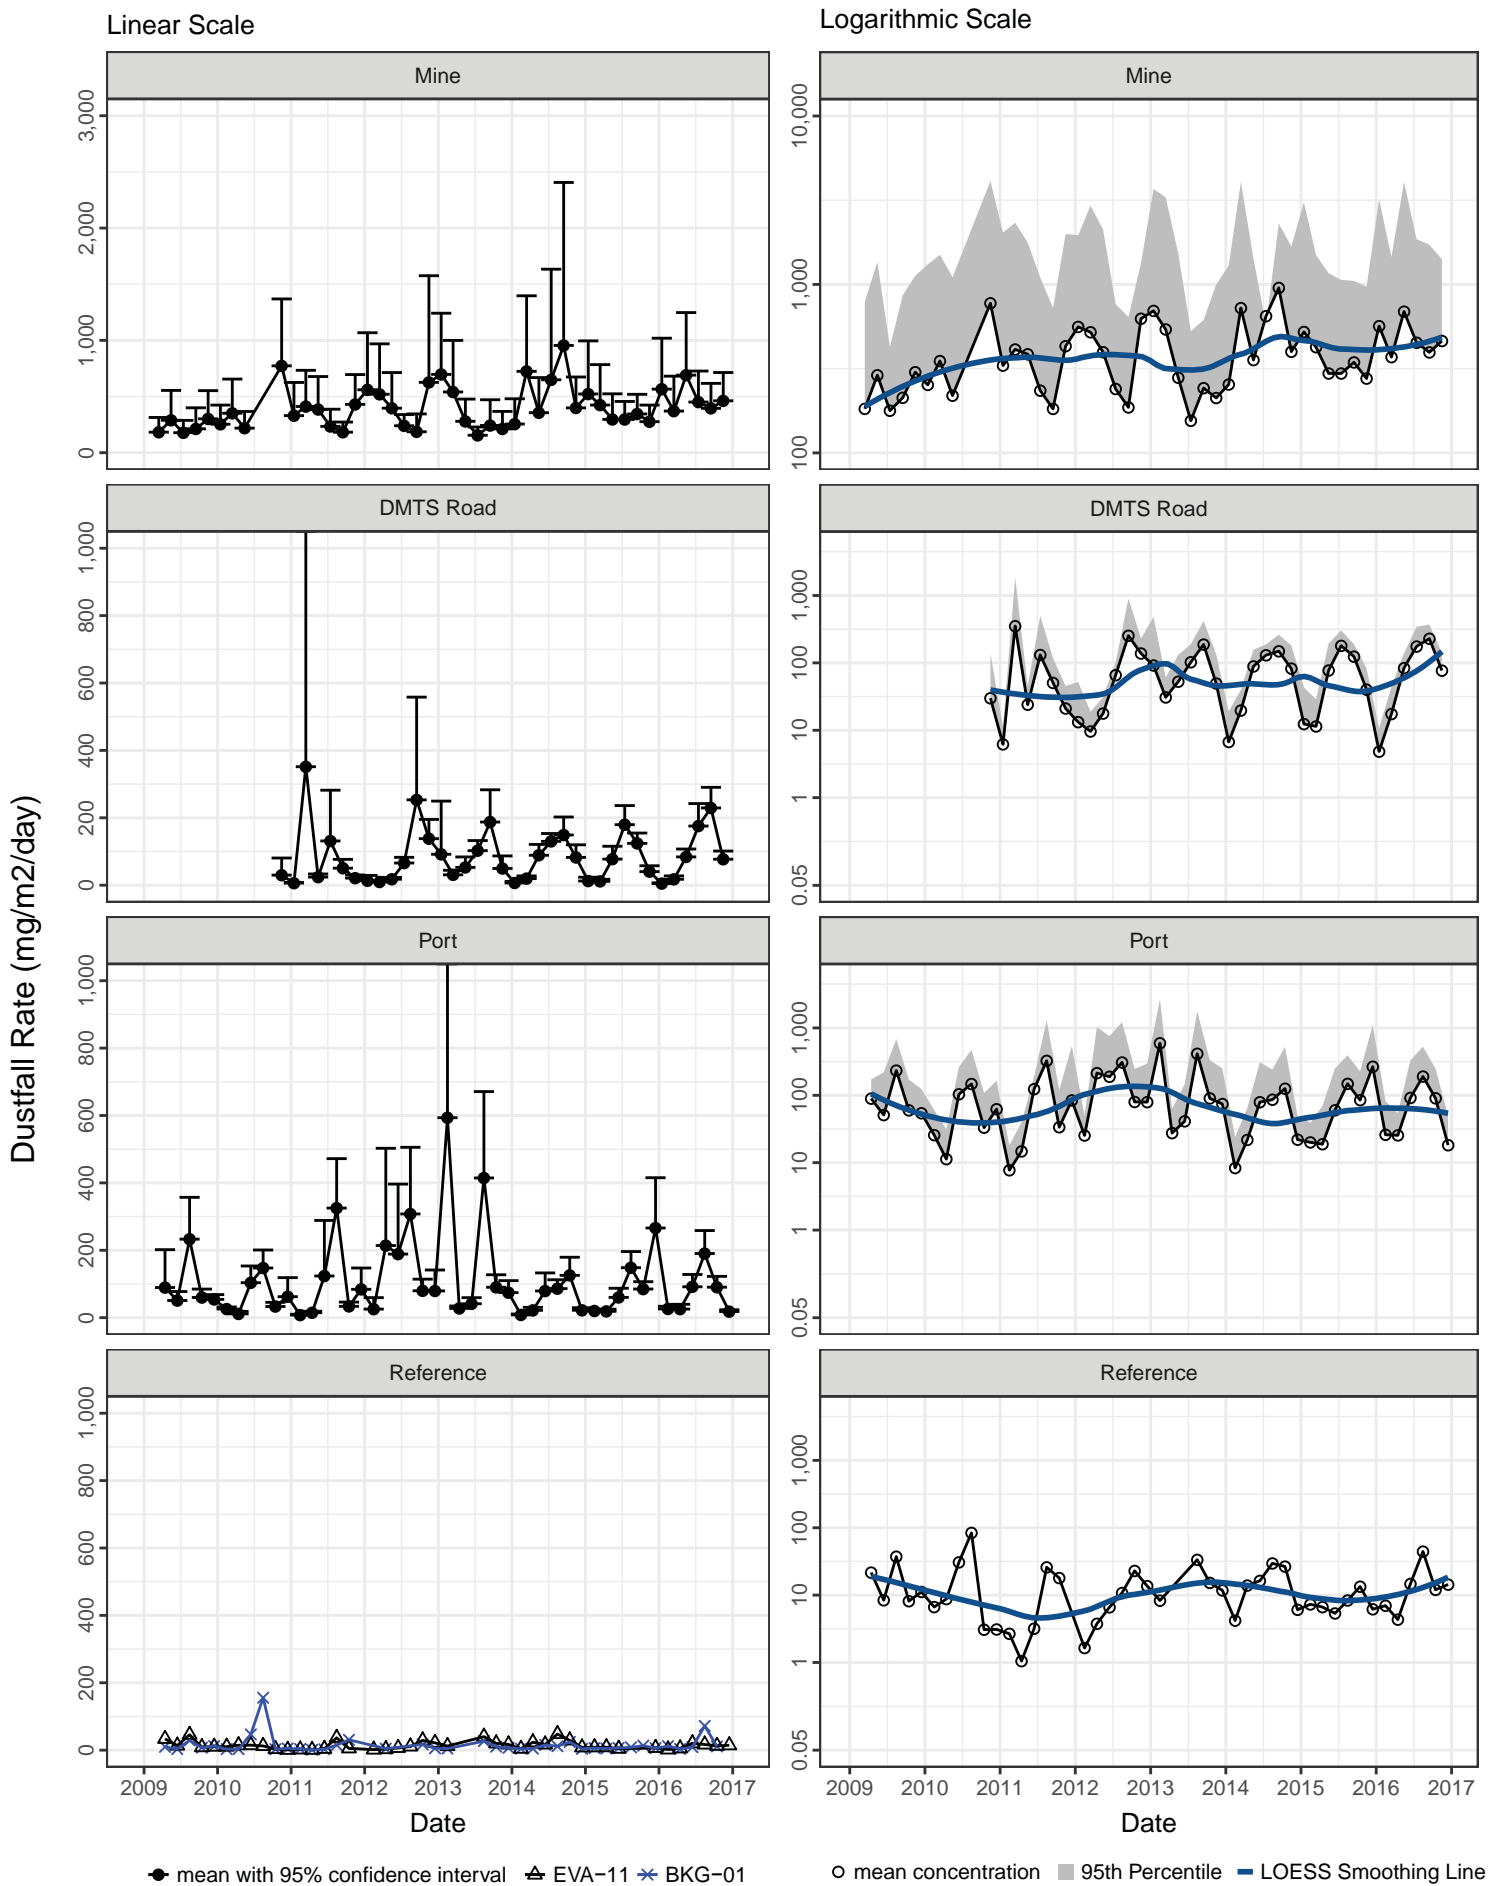 Linear Scale
Logarithmic Scale
Mine
Mine
3,000
2,000
1,000
0
10,000
1,000
100
DMTS Road
DMTS Road
1,000
800
600
400
200
0
1,000
100
10
1
0.05
Dustfall Rate (mg/m2/day)
Port
Port
1,000
800
600
400
200
0
1,000
100
10
1
0.05
Reference
Reference
1,000
800
600
400
200
0
1,000
100
10
1
0.05
2009 2010 2011 2012 2013 2014 2015 2016 2017
2009 2010 2011 2012 2013 2014 2015 2016 2017
Date
Date
mean with 95% confidence interval EVA−11 BKG−01
mean concentration 95th Percentile LOESS Smoothing Line